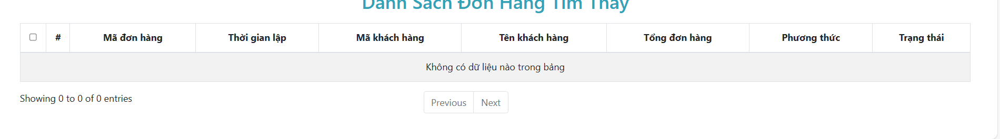 Danh Sách Đơn Hàng Tìm Thấy
# Mã đơn hàng Thời gian lập Mã khách hàng Tên khách hàng Tổng đơn hàng Phương thức Trạng thái
Không có dữ liệu nào trong bảng
Showing 0 to 0 of 0 entries Previous Next